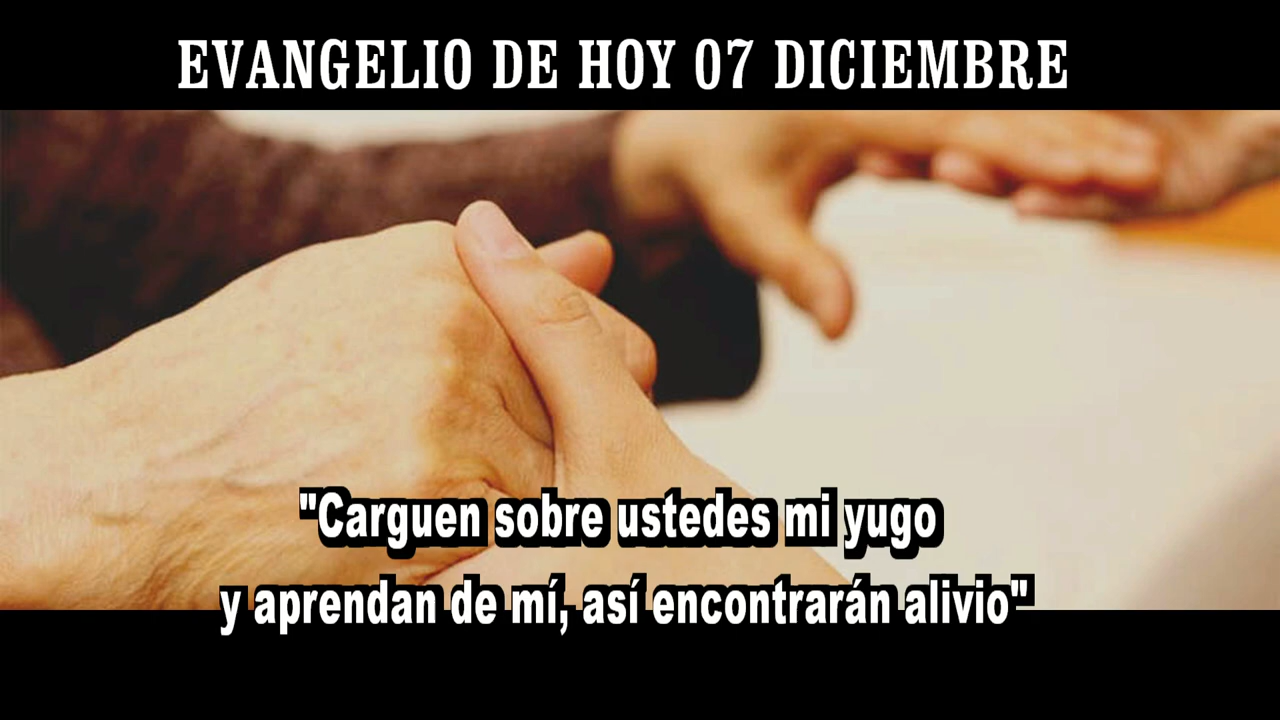 EVANGELIO DE HOY 07 DICIEMBRE
"Carguen sobre ustedes mi yugo
y aprendan de mí, así encontrarán alivio"